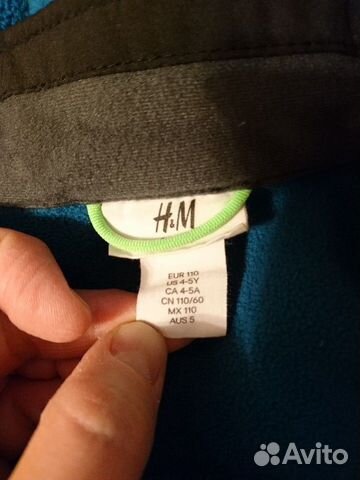 H&M
EUR 110
US 4-5Y
CA 4-5A
CN 110/60
MX 110
AUS 5
Avito